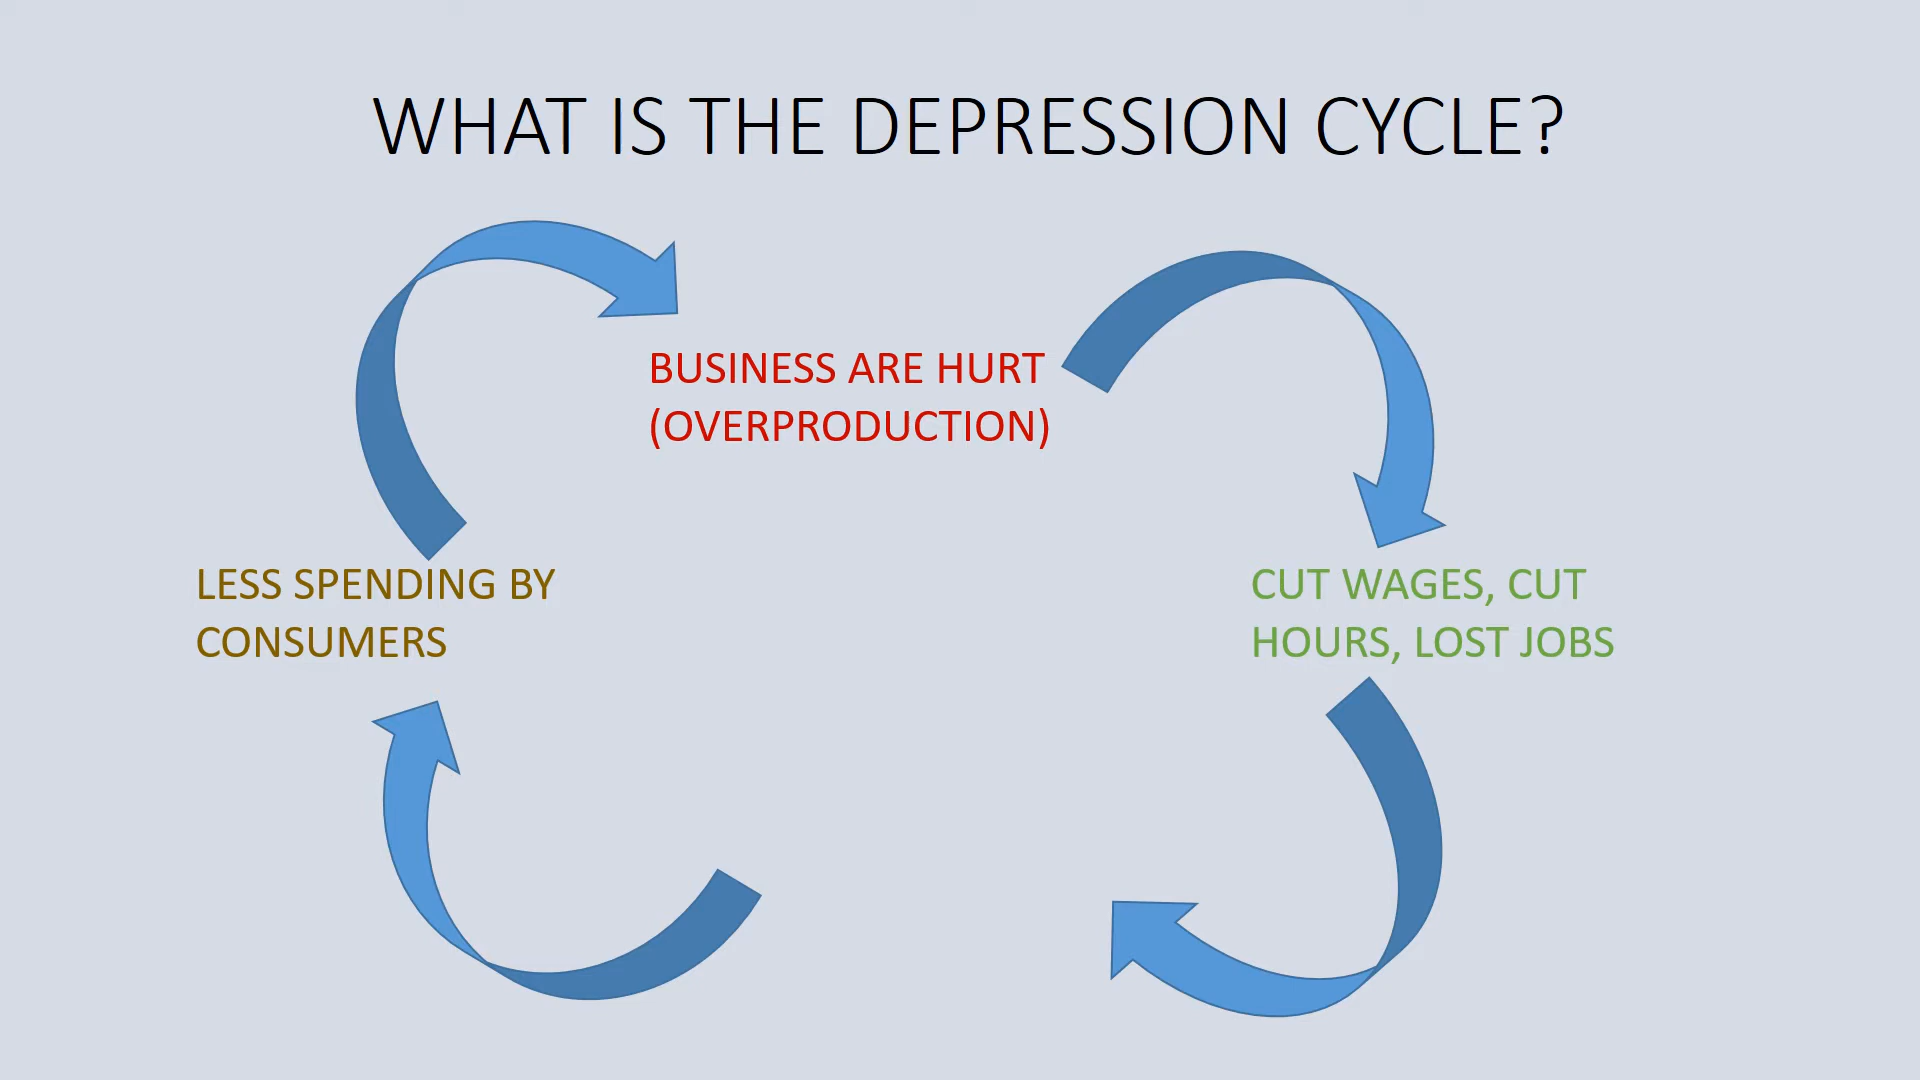 WHAT IS THE DEPRESSION CYCLE?
BUSINESS ARE HURT
(OVERPRODUCTION)
LESS SPENDING BY
CONSUMERS
CUT WAGES, CUT
HOURS, LOST JOBS